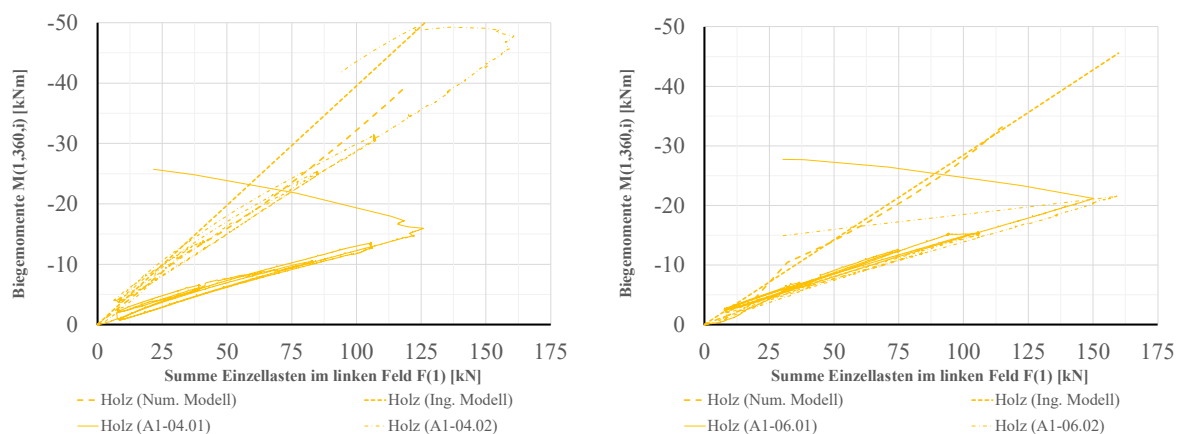 Biegemomente M(1,360,i) [kNm]
-50
-40
-30
-20
-10
0
0 25 50 75 100 125 150 175
Summe Einzellasten im linken Feld F(1) [kN]
Holz (Num. Modell) Holz (Ing. Modell)
Holz (A1-04.01) Holz (A1-04.02)
Biegemomente M(1,360,i) [kNm]
-50
-40
-30
-20
-10
0
0 25 50 75 100 125 150 175
Summe Einzellasten im linken Feld F(1) [kN]
Holz (Num. Modell) Holz (Ing. Modell)
Holz (A1-06.01) Holz (A1-06.02)